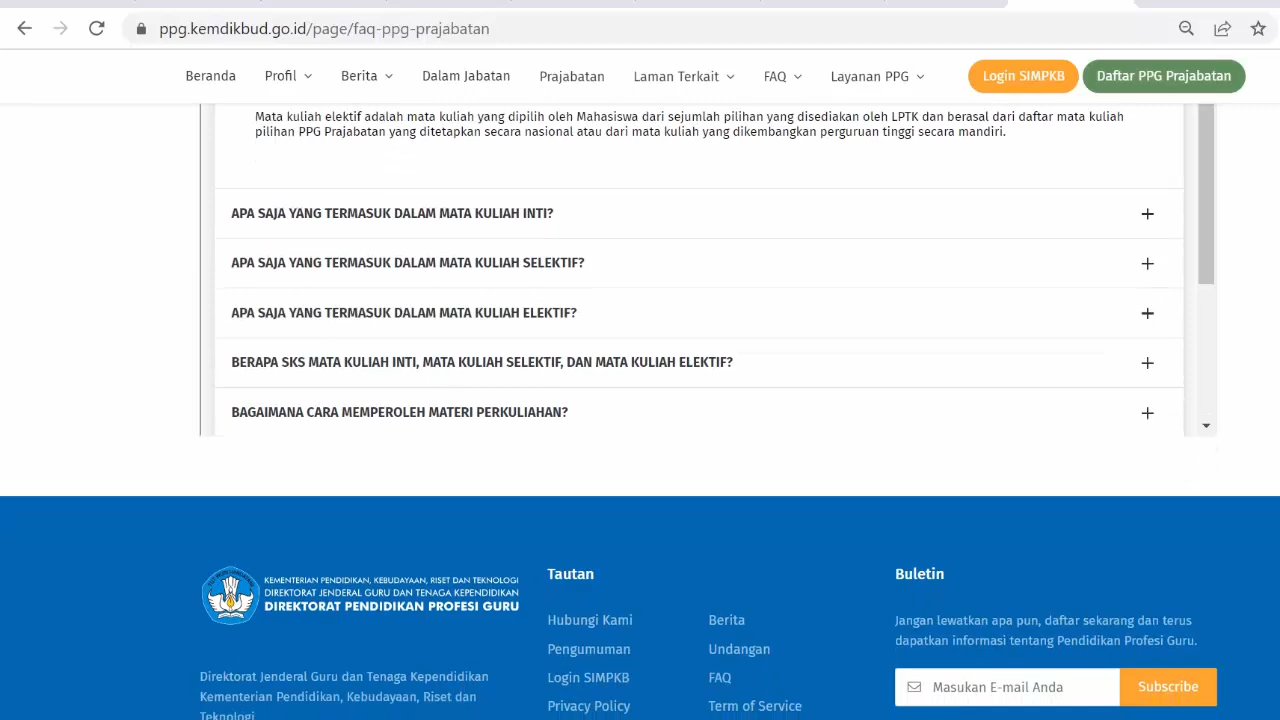 ppg.kemdikbud.go.id/page/faq-ppg-prajabatan
Beranda Profil Berita Dalam Jabatan Prajabatan Laman Terkait FAQ Layanan PPG Login SIMPKB Daftar PPG Prajabatan
Mata kuliah elektif adalah mata kuliah yang dipilih oleh Mahasiswa dari sejumlah pilihan yang disediakan oleh LPTK dan berasal dari daftar mata kuliah
pilihan PPG Prajabatan yang ditetapkan secara nasional atau dari mata kuliah yang dikembangkan perguruan tinggi secara mandiri.
APA SAJA YANG TERMASUK DALAM MATA KULIAH INTI?
APA SAJA YANG TERMASUK DALAM MATA KULIAH SELEKTIF?
APA SAJA YANG TERMASUK DALAM MATA KULIAH ELEKTIF?
BERAPA SKS MATA KULIAH INTI, MATA KULIAH SELEKTIF, DAN MATA KULIAH ELEKTIF?
BAGAIMANA CARA MEMPEROLEH MATERI PERKULIAHAN?
KEMENTERIAN PENDIDIKAN, KEBUDAYAAN, RISET DAN TEKNOLOGI
DIREKTORAT JENDERAL GURU DAN TENAGA KEPENDIDIKAN
DIREKTORAT PENDIDIKAN PROFESI GURU
Direktorat Jenderal Guru dan Tenaga Kependidikan
Kementerian Pendidikan, Kebudayaan, Riset dan
Teknologi
Tautan
Hubungi Kami Berita
Pengumuman Undangan
Login SIMPKB FAQ
Privacy Policy Term of Service
Buletin
Jangan lewatkan apa pun, daftar sekarang dan terus
dapatkan informasi tentang Pendidikan Profesi Guru.
Masukan E-mail Anda Subscribe